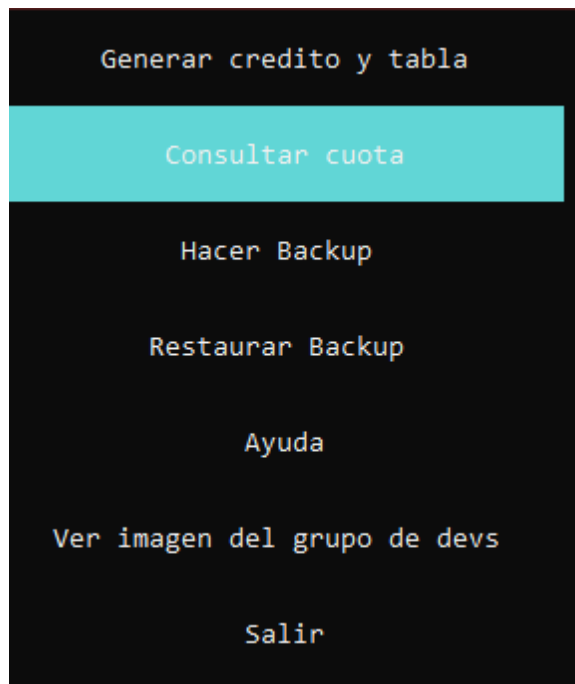 Generar credito y tabla
Consultar cuota
Hacer Backup
Restaurar Backup
Ayuda
Ver imagen del grupo de devs
Salir